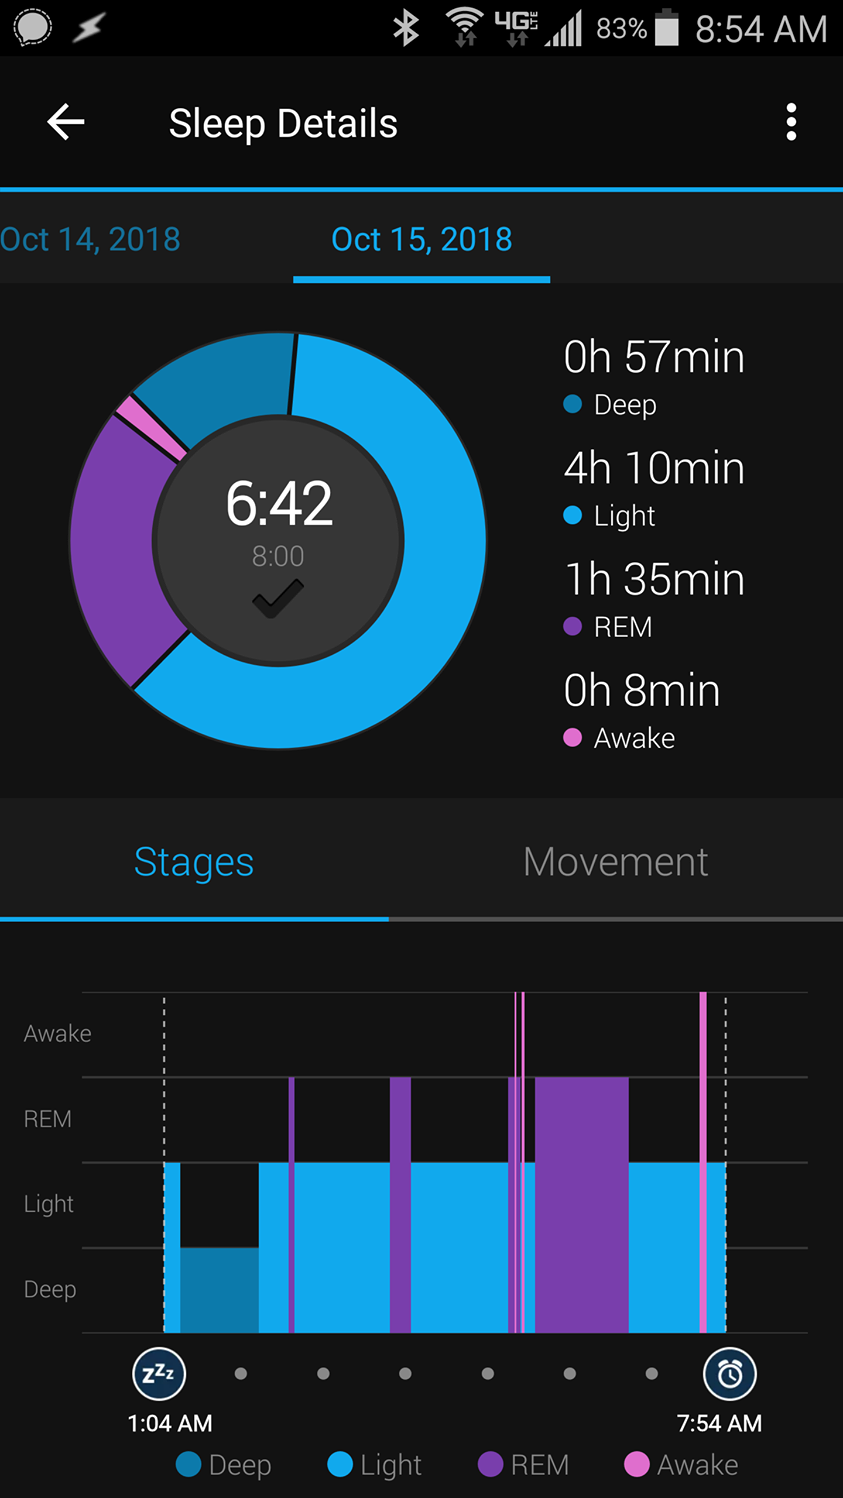 4G LTE 83% 8:54 AM
Sleep Details
Oct 14, 2018 Oct 15, 2018
0h 57min
Deep
4h 10min
Light
1h 35min
REM
0h 8min
Awake
6:42
8:00
Stages Movement
Awake
REM
Light
Deep
zZz
1:04 AM 7:54 AM
Deep Light REM Awake